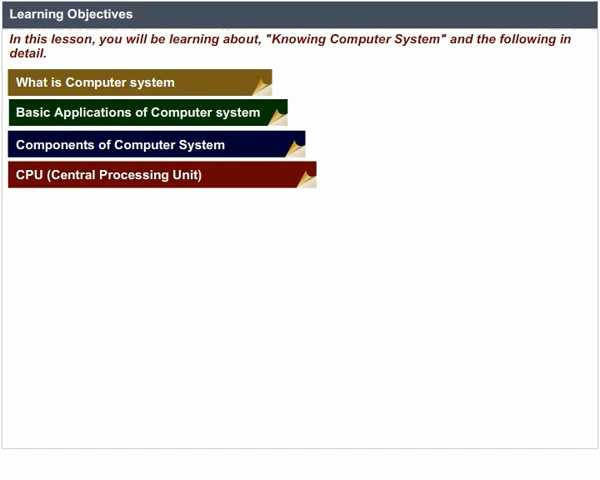 Learning Objectives
In this lesson, you will be learning about, "Knowing Computer System" and the following in
detail.
What is Computer system
Basic Applications of Computer system
Components of Computer System
CPU (Central Processing Unit)